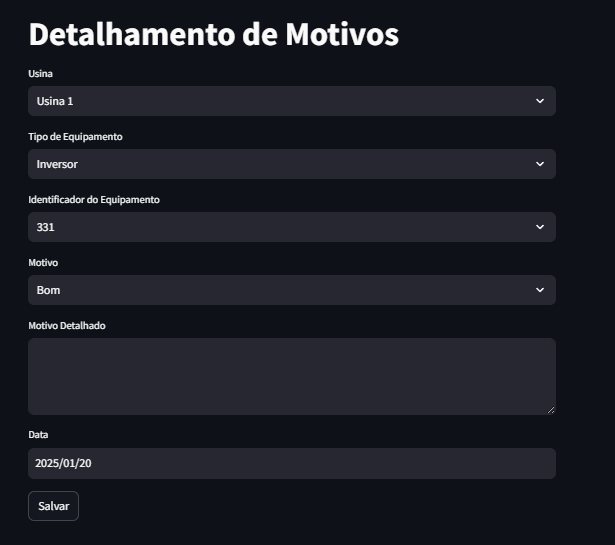 Detalhamento de Motivos
Usina
Usina 1
Tipo de Equipamento
Inversor
Identificador do Equipamento
331
Motivo
Bom
Motivo Detalhado
Data
2025/01/20
Salvar